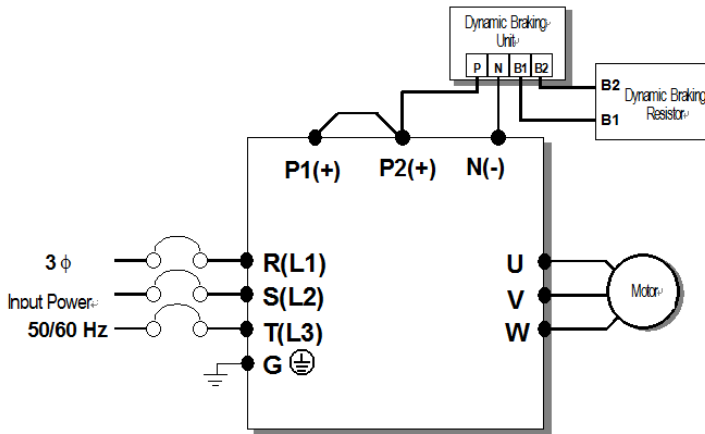 Dynamic Braking
Unit
P N B1 B2
B2
Dynamic Braking
Resistor
B1
P1(+) P2(+) N(-)
3 ϕ
R(L1)
U
Input Power
S(L2)
V
Motor
50/60 Hz
T(L3)
W
G